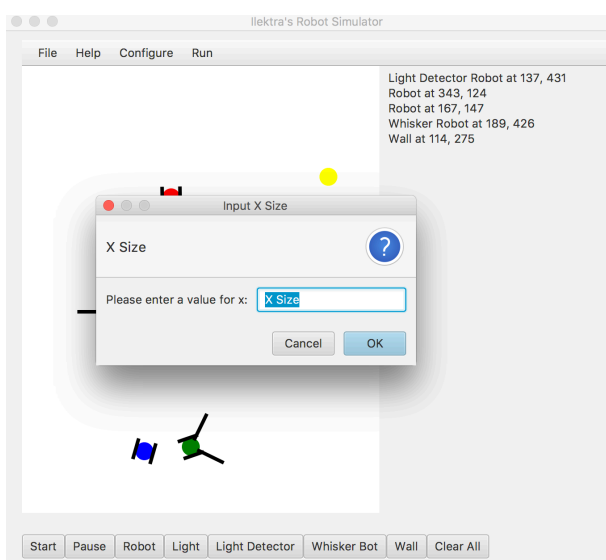 Ilektra's Robot Simulator
File Help Configure Run
Light Detector Robot at 137, 431
Robot at 343, 124
Robot at 167, 147
Whisker Robot at 189, 426
Wall at 114, 275
Input X Size
X Size
?
Please enter a value for x: X Size
Cancel OK
Start Pause Robot Light Light Detector Whisker Bot Wall Clear All